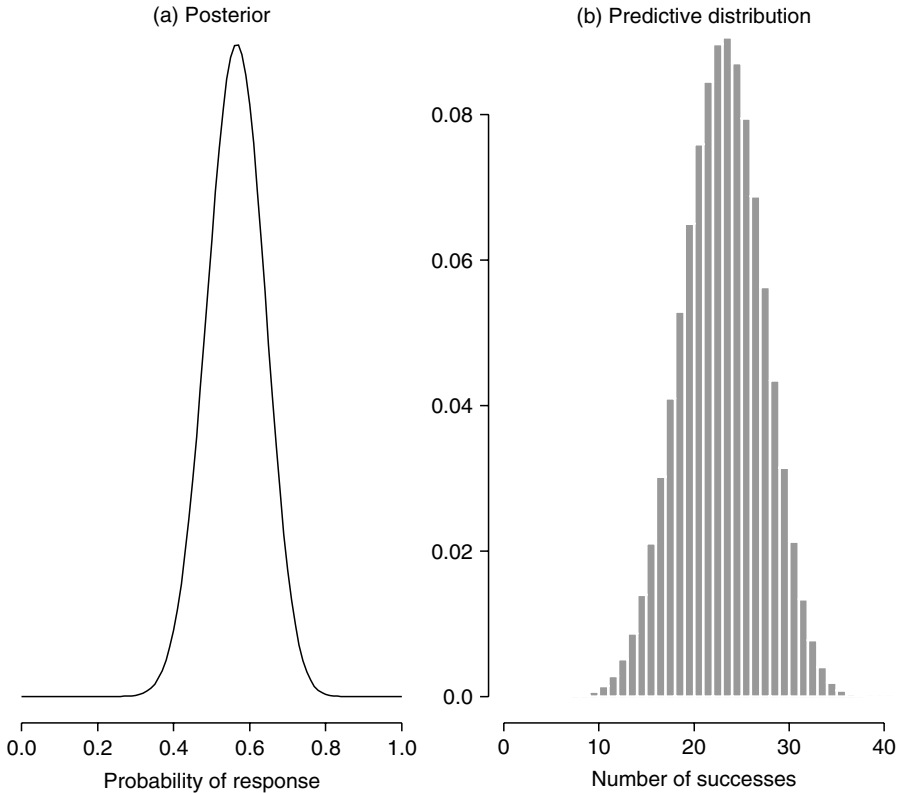 (a) Posterior
0.0 0.2 0.4 0.6 0.8 1.0
Probability of response
(b) Predictive distribution
0.08
0.06
0.04
0.02
0.0
0 10 20 30 40
Number of successes